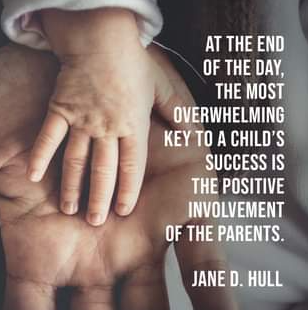 AT THE END
OF THE DAY,
THE MOST
OVERWHELMING
KEY TO A CHILD'S
SUCCESS IS
THE POSITIVE
INVOLVEMENT
OF THE PARENTS.
JANE D. HULL